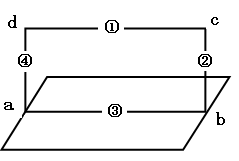 d ① c
④ ②
a ③ b